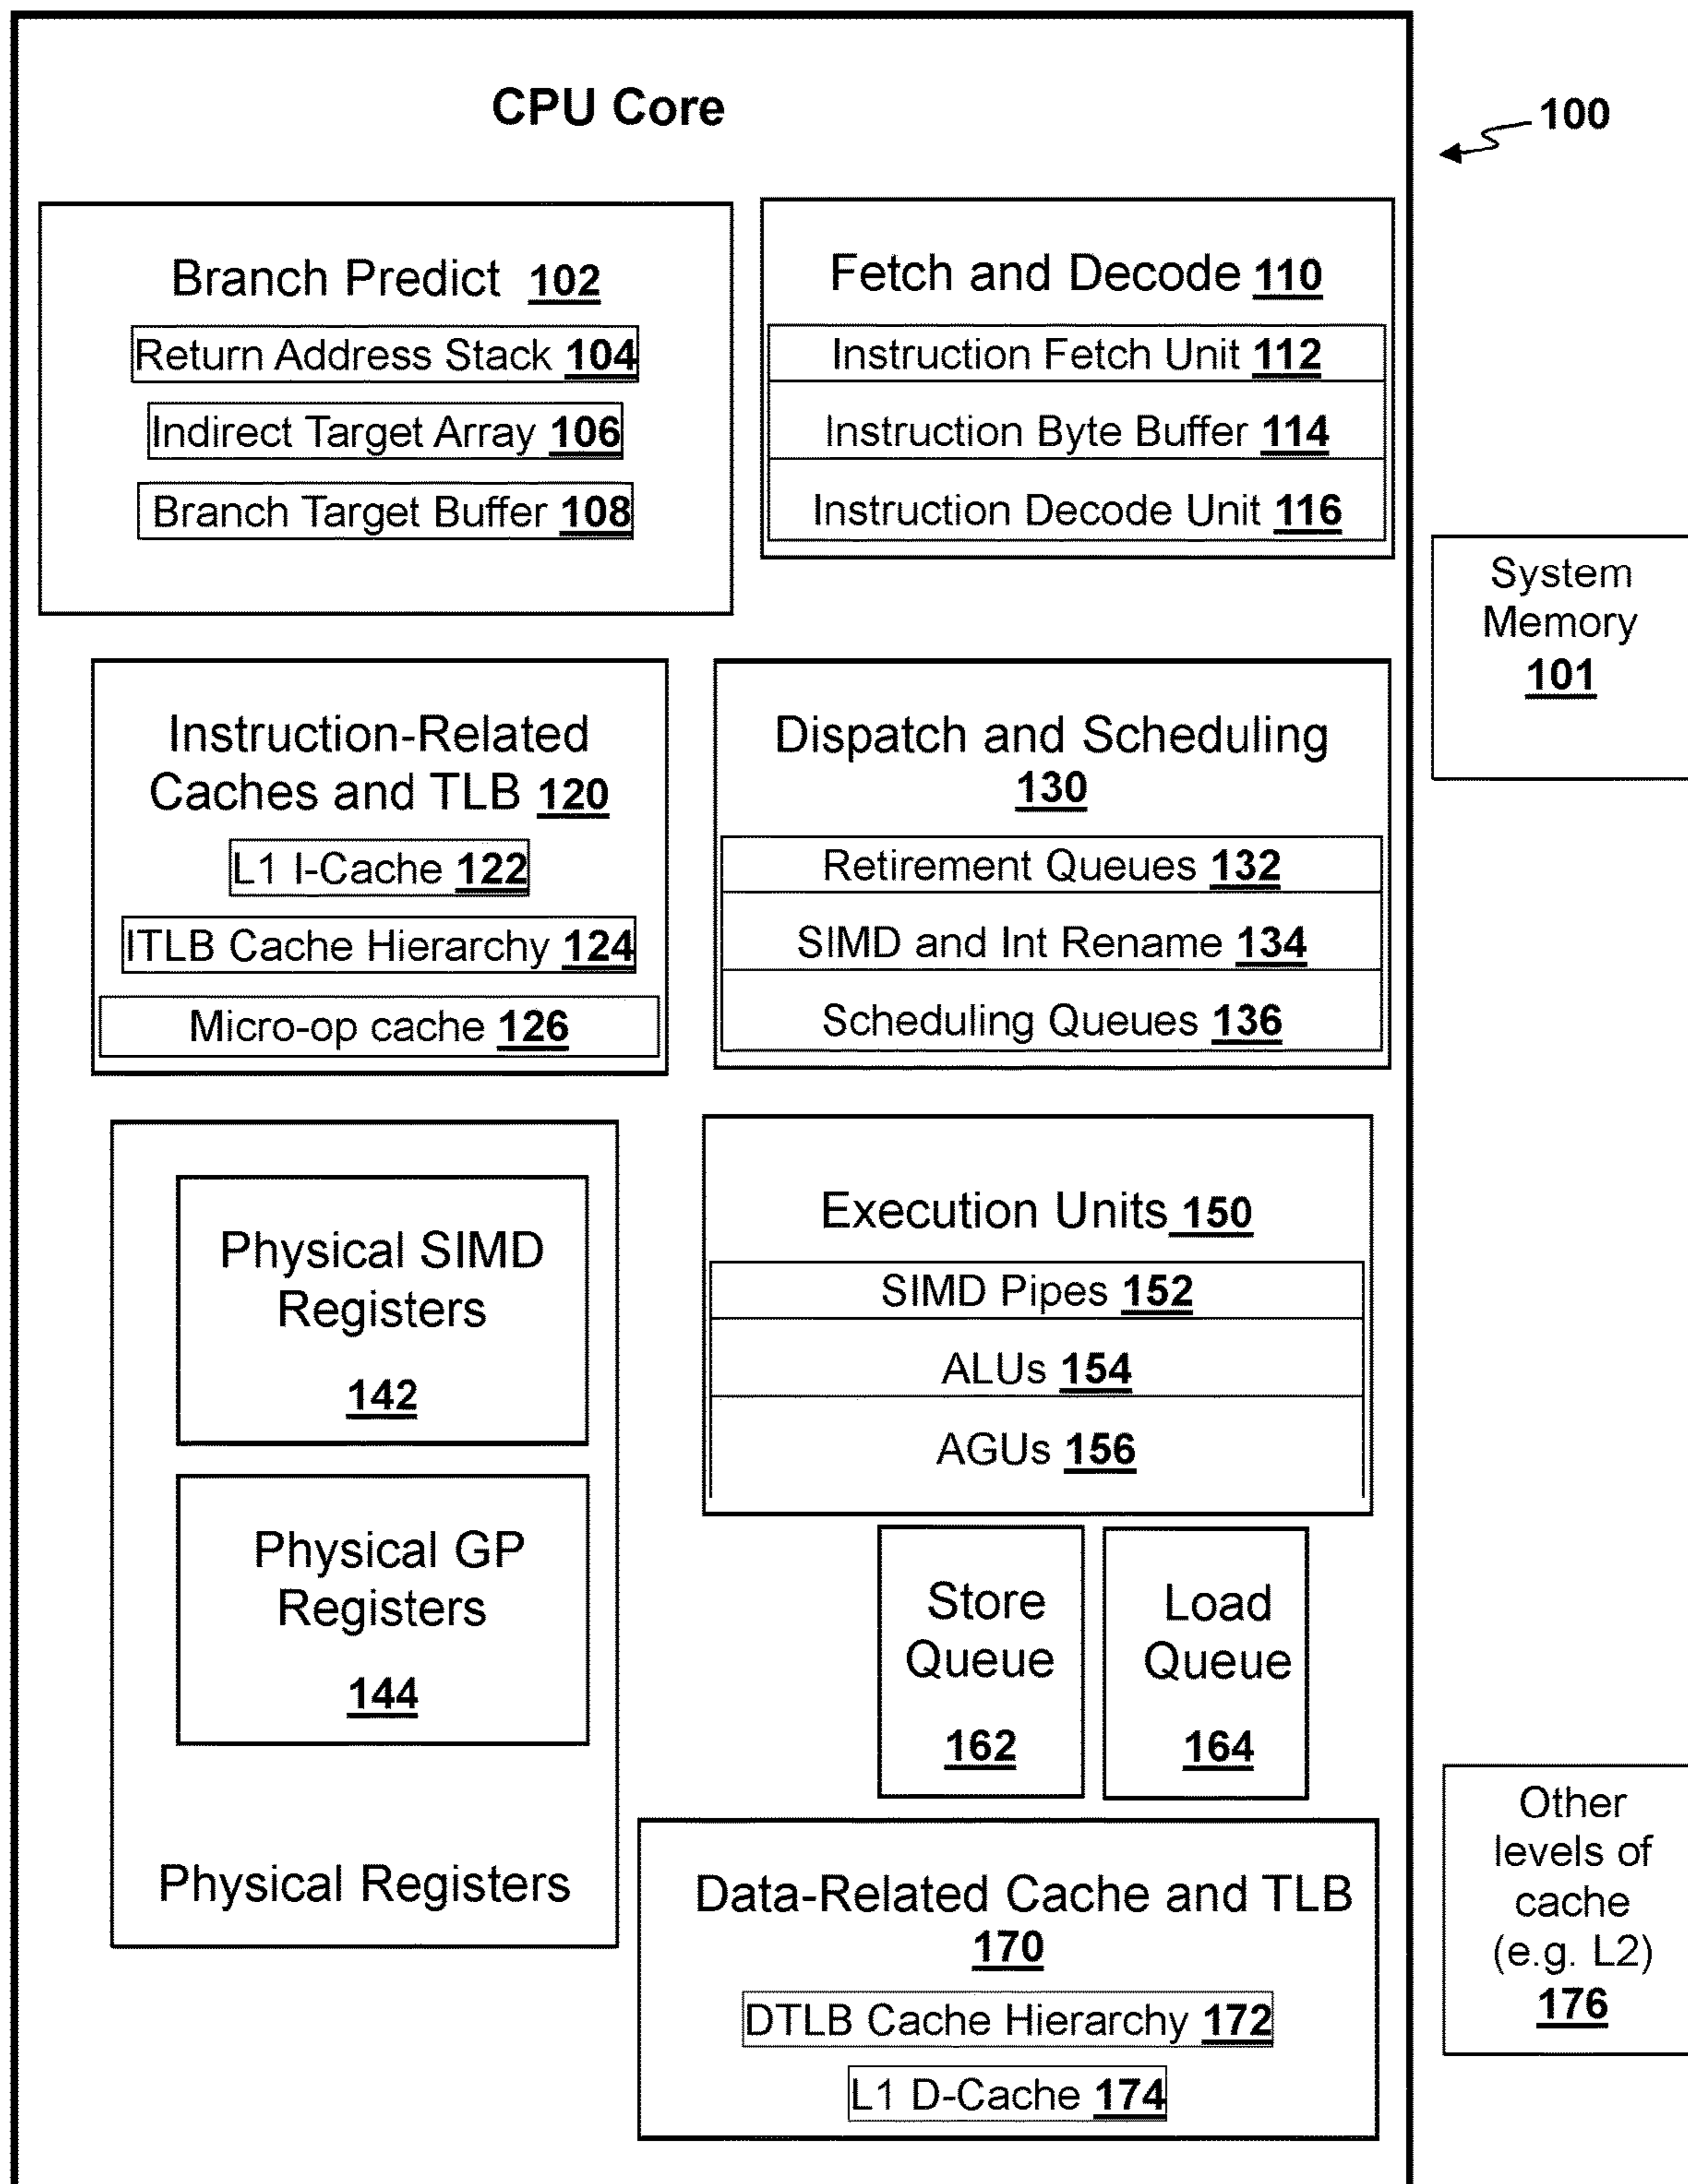 CPU Core
100
Branch Predict 102
Return Address Stack 104
Indirect Target Array 106
Branch Target Buffer 108
Fetch and Decode 110
Instruction Fetch Unit 112
Instruction Byte Buffer 114
Instruction Decode Unit 116
System
Memory
101
Instruction-Related
Caches and TLB 120
L1 I-Cache 122
ITLB Cache Hierarchy 124
Micro-op cache 126
Dispatch and Scheduling
130
Retirement Queues 132
SIMD and Int Rename 134
Scheduling Queues 136
Physical SIMD
Registers
142
Physical GP
Registers
144
Physical Registers
Execution Units 150
SIMD Pipes 152
ALUs 154
AGUs 156
Store
Queue
162
Load
Queue
164
Data-Related Cache and TLB
170
DTLB Cache Hierarchy 172
L1 D-Cache 174
Other
levels of
cache
(e.g. L2)
176